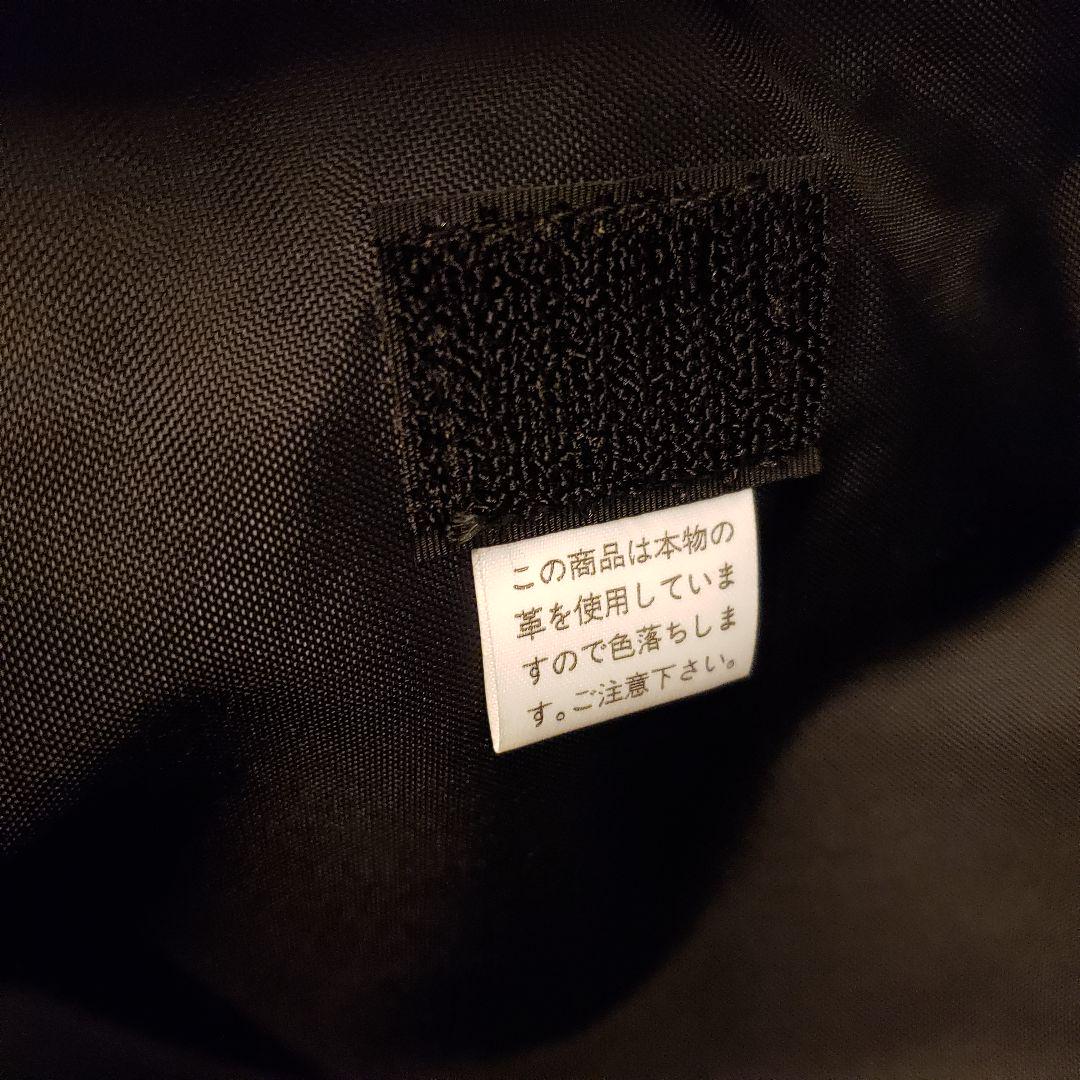 この商品は本物の
革を使用していま
すので色落ちしま
す。ご注意下さい。